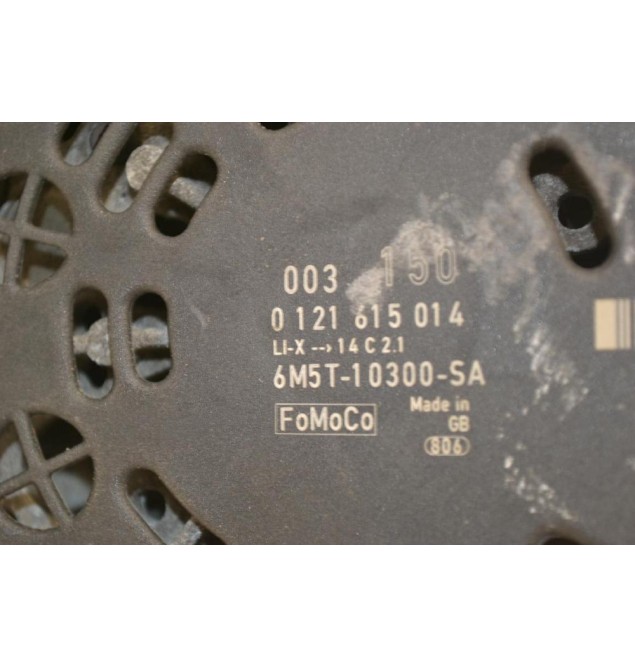 003 150
0 121 615 014
LI-X --> 14 C 2.1
6M5T-10300-SA
FoMoCo
Made in
GB
806